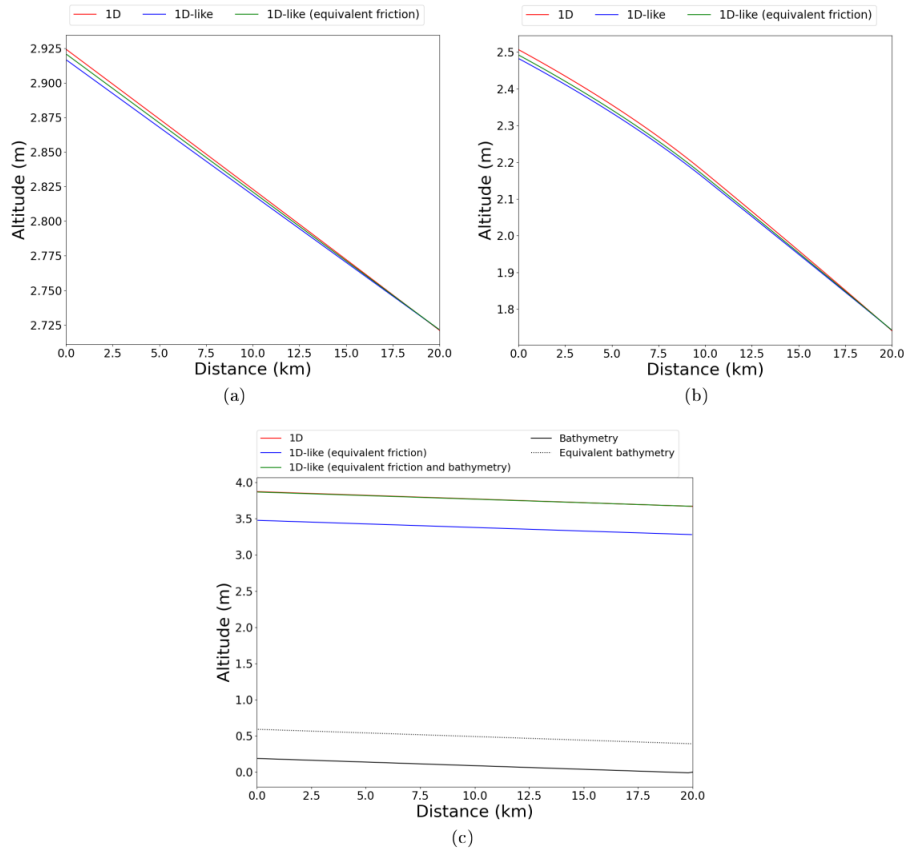 1D 1D-like 1D-like (equivalent friction)
2.925
2.900
2.875
2.850
2.825
2.800
2.775
2.750
2.725
Altitude (m)
0.0 2.5 5.0 7.5 10.0 12.5 15.0 17.5 20.0
Distance (km)
(a)
1D 1D-like 1D-like (equivalent friction)
2.5
2.4
2.3
2.2
2.1
2.0
1.9
1.8
Altitude (m)
0.0 2.5 5.0 7.5 10.0 12.5 15.0 17.5 20.0
Distance (km)
(b)
1D Bathymetry
1D-like (equivalent friction) Equivalent bathymetry
1D-like (equivalent friction and bathymetry)
4.0
3.5
3.0
2.5
2.0
1.5
1.0
0.5
0.0
Altitude (m)
0.0 2.5 5.0 7.5 10.0 12.5 15.0 17.5 20.0
Distance (km)
(c)